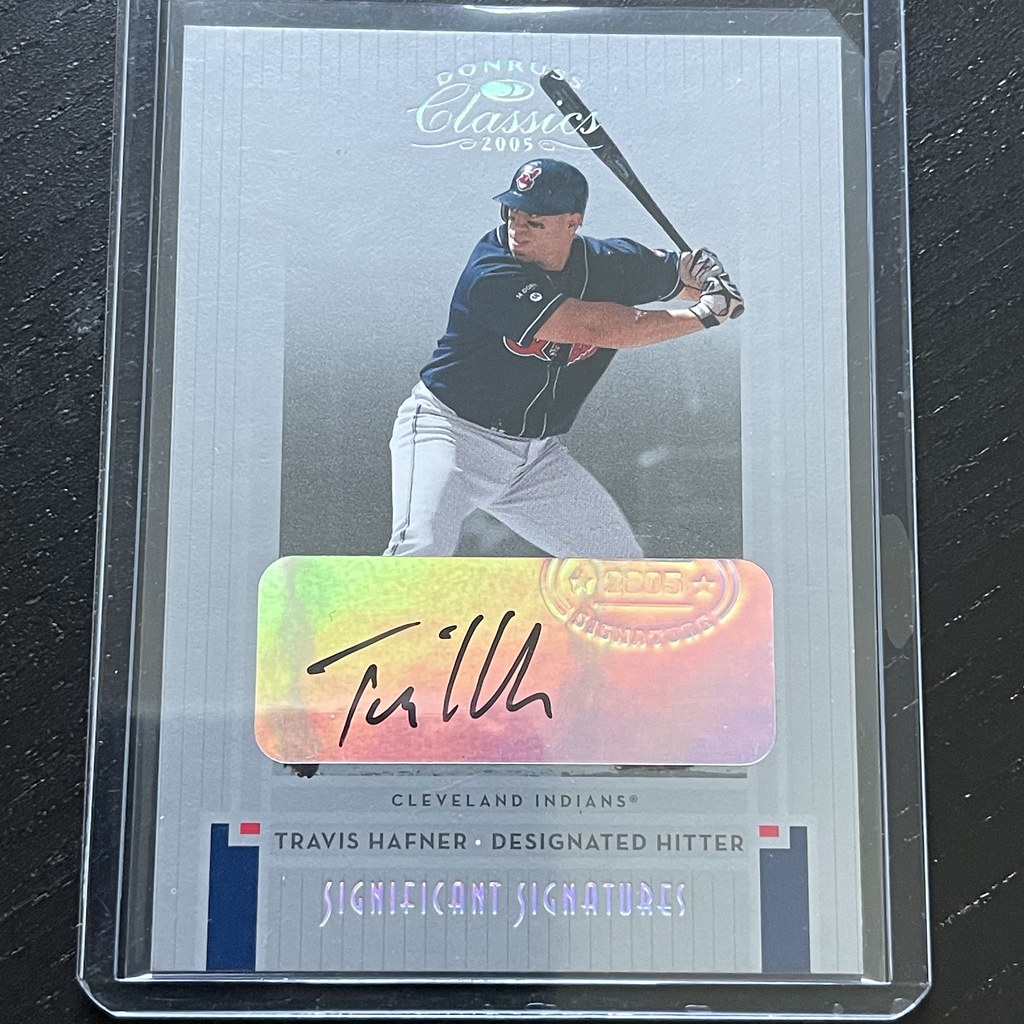 DONRUSS
Classics
2005
2005
SIGNATURE
CLEVELAND INDIANS®
TRAVIS HAFNER • DESIGNATED HITTER
SIGNIFICANT SIGNATURES